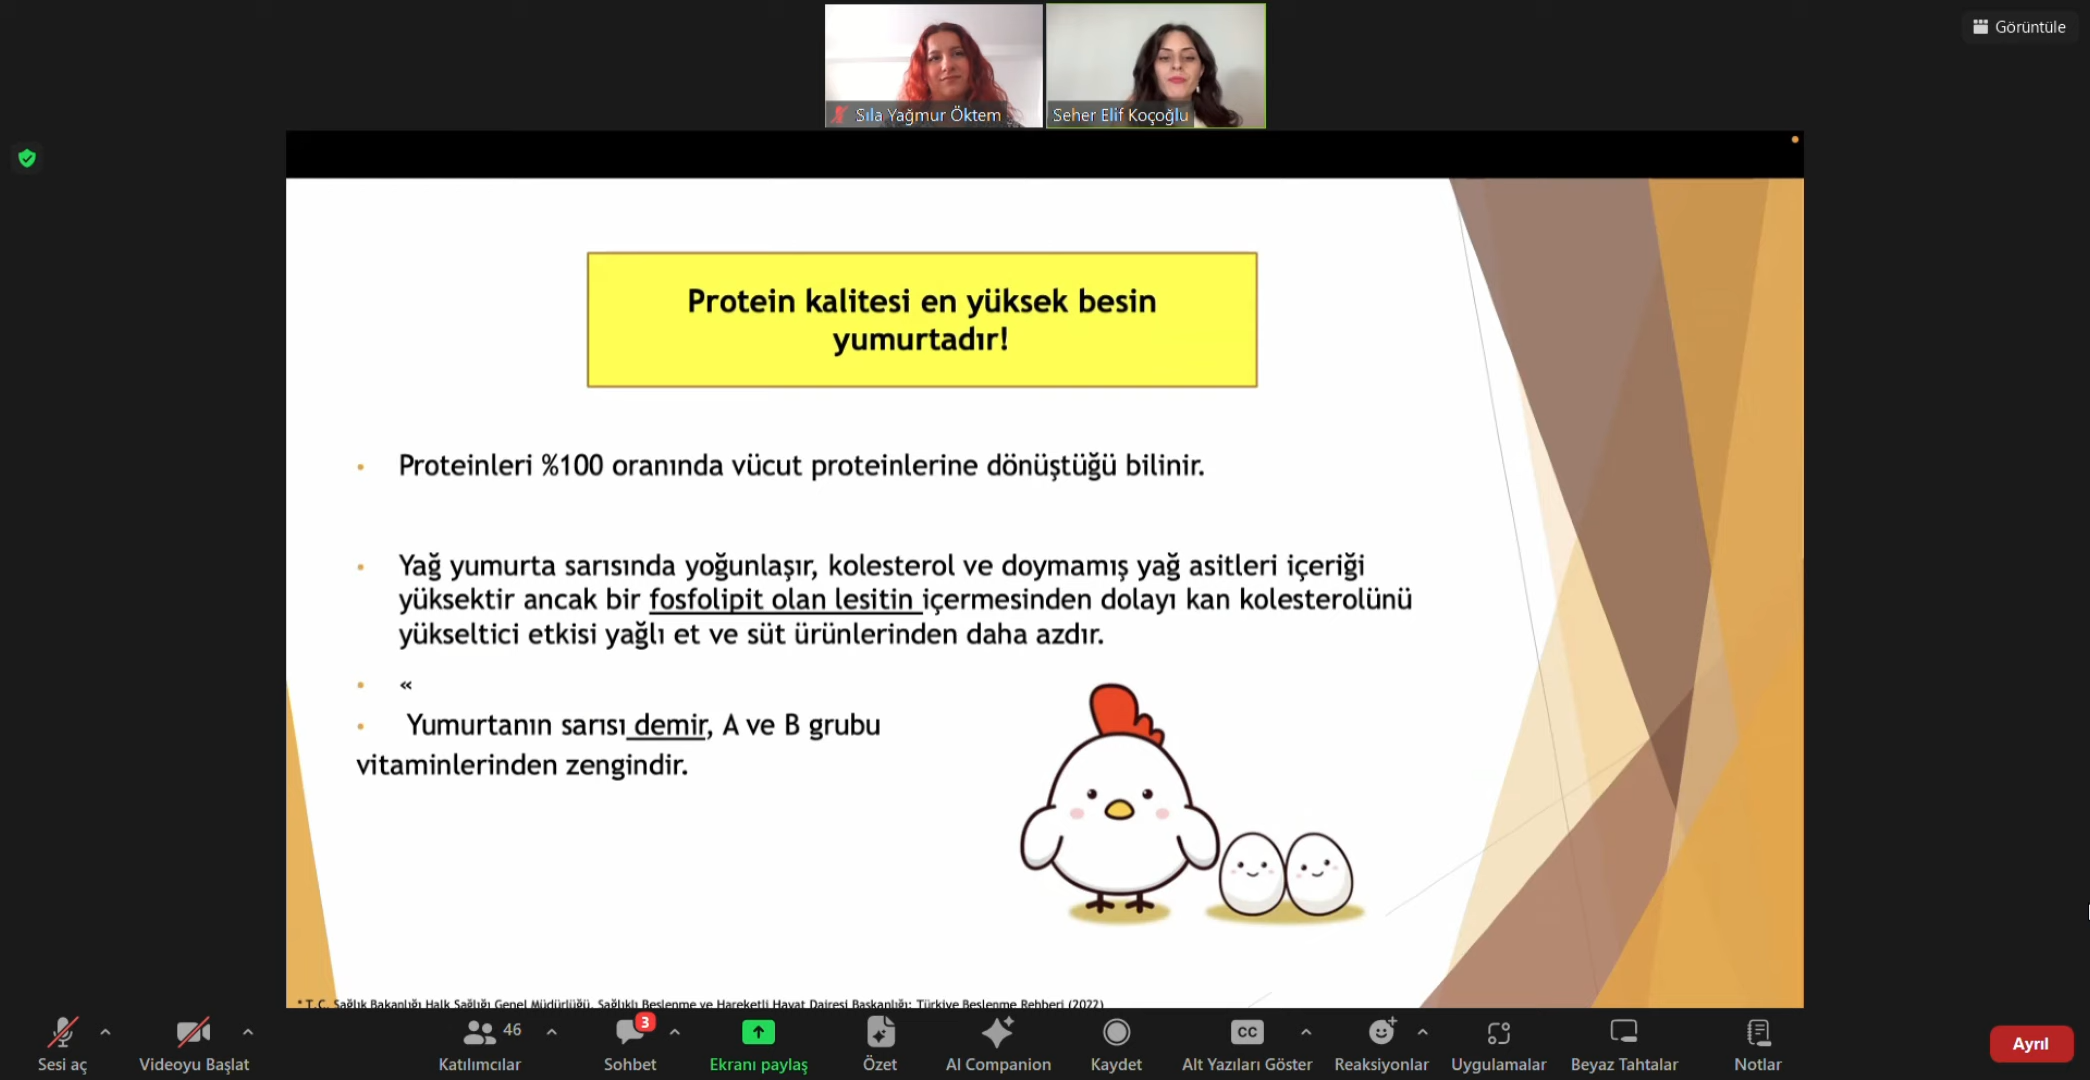 Görüntüle
Sıla Yağmur Öktem
Seher Elif Koçoğlu
Protein kalitesi en yüksek besin
yumurtadır!
• Proteinleri %100 oranında vücut proteinlerine dönüştüğü bilinir.
• Yağ yumurta sarısında yoğunlaşır, kolesterol ve doymamış yağ asitleri içeriği
yüksektir ancak bir fosfolipit olan lesitin içermesinden dolayı kan kolesterolünü
yükseltici etkisi yağlı et ve süt ürünlerinden daha azdır.
• «
• Yumurtanın sarısı demir, A ve B grubu
vitaminlerinden zengindir.
* T.C. Sağlık Bakanlığı Halk Sağlığı Genel Müdürlüğü, Sağlıklı Beslenme ve Hareketli Hayat Dairesi Başkanlığı: Türkiye Beslenme Rehberi (2022)
Sesi aç
Videoyu Başlat
46
Katılımcılar
3
Sohbet
Ekranı paylaş
Özet
AI Companion
Kaydet
CC
Alt Yazıları Göster
Reaksiyonlar
Uygulamalar
Beyaz Tahtalar
Notlar
Ayrıl